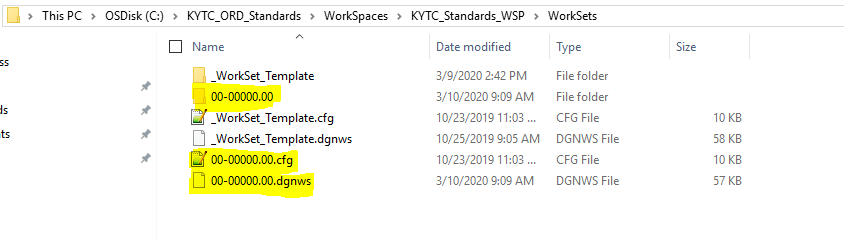 This PC > OSDisk (C:) > KYTC_ORD_Standards > WorkSpaces > KYTC_Standards_WSP > WorkSets
Name Date modified Type Size
ss
_WorkSet_Template 3/9/2020 2:42 PM File folder
00-00000.00 3/10/2020 9:09 AM File folder
ds
_WorkSet_Template.cfg 10/23/2019 11:03 ... CFG File 10 KB
nts
_WorkSet_Template.dgnws 10/25/2019 9:05 AM DGNWS File 58 KB
00-00000.00.cfg 10/23/2019 11:03 ... CFG File 10 KB
00-00000.00.dgnws 3/10/2020 9:09 AM DGNWS File 57 KB